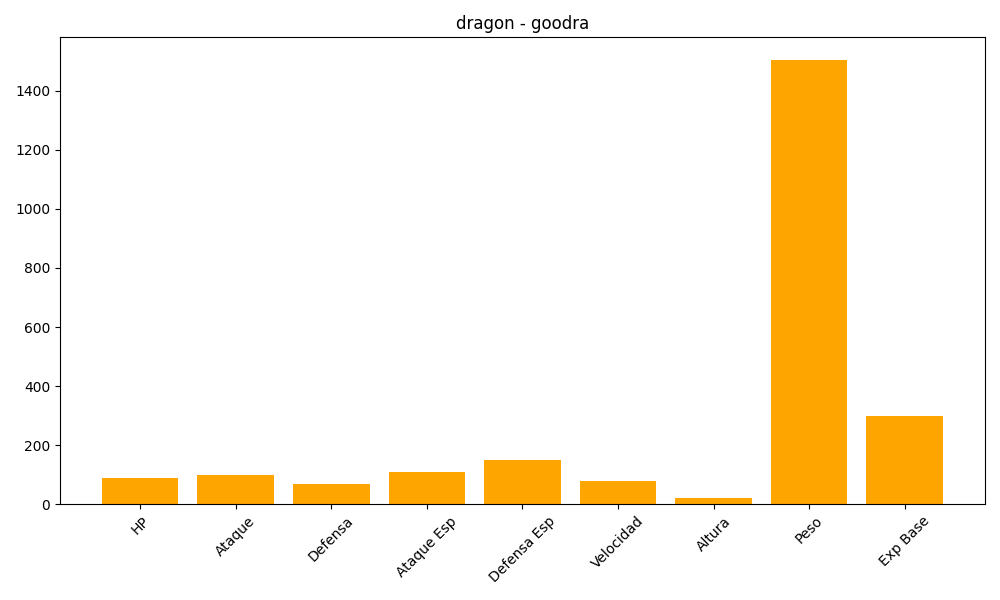 dragon - goodra
1400
1200
1000
800
600
400
200
0
HP
Ataque
Defensa
Ataque Esp
Defensa Esp
Velocidad
Altura
Peso
Exp Base